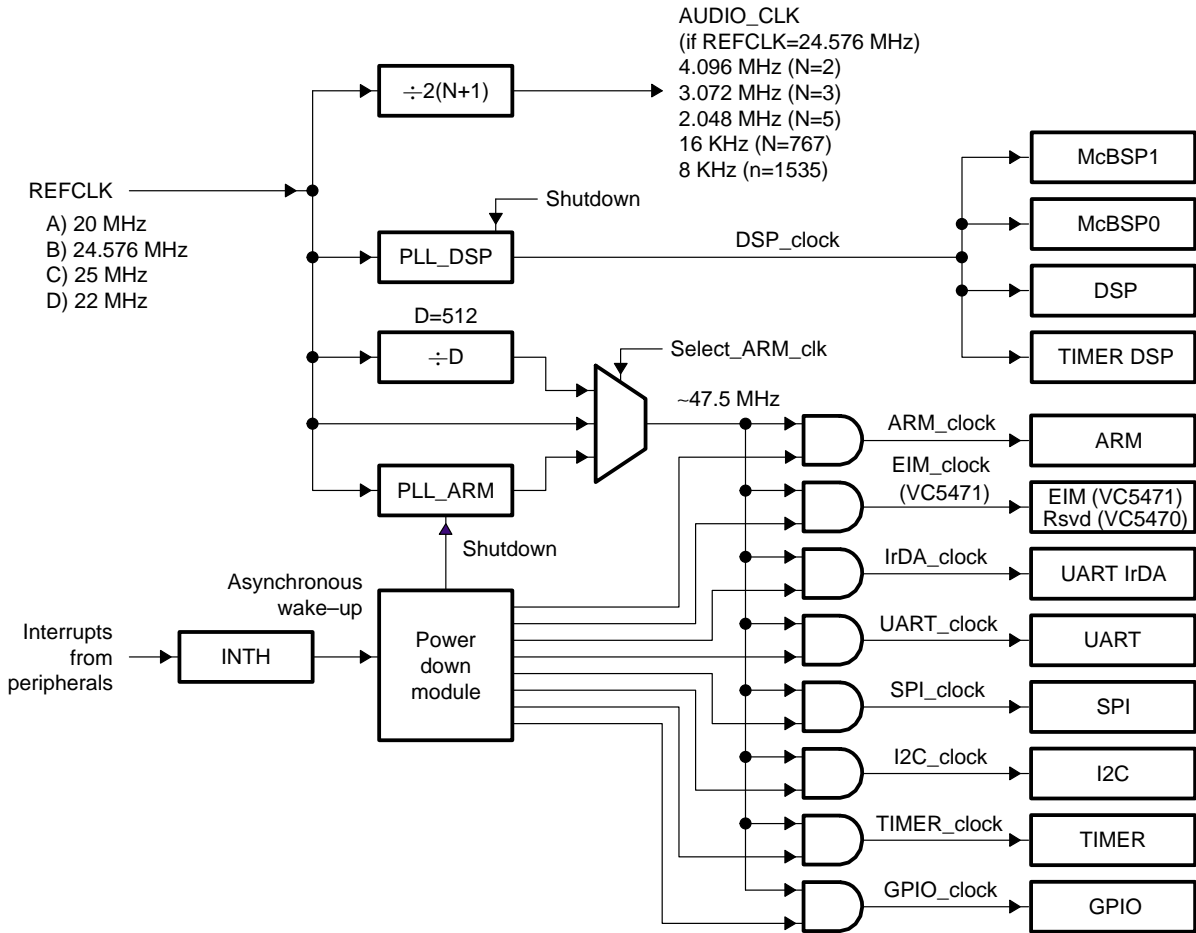 AUDIO_CLK
(if REFCLK=24.576 MHz)
4.096 MHz (N=2)
3.072 MHz (N=3)
2.048 MHz (N=5)
16 KHz (N=767)
8 KHz (n=1535)
÷2(N+1)
REFCLK
A) 20 MHz
B) 24.576 MHz
C) 25 MHz
D) 22 MHz
Shutdown
PLL_DSP
DSP_clock
McBSP1
McBSP0
DSP
TIMER DSP
D=512
÷D
Select_ARM_clk
~47.5 MHz
PLL_ARM
Shutdown
ARM_clock
ARM
EIM_clock
(VC5471)
EIM (VC5471)
Rsvd (VC5470)
IrDA_clock
UART IrDA
Asynchronous
wake–up
Interrupts
from
peripherals
INTH
Power
down
module
UART_clock
UART
SPI_clock
SPI
I2C_clock
I2C
TIMER_clock
TIMER
GPIO_clock
GPIO